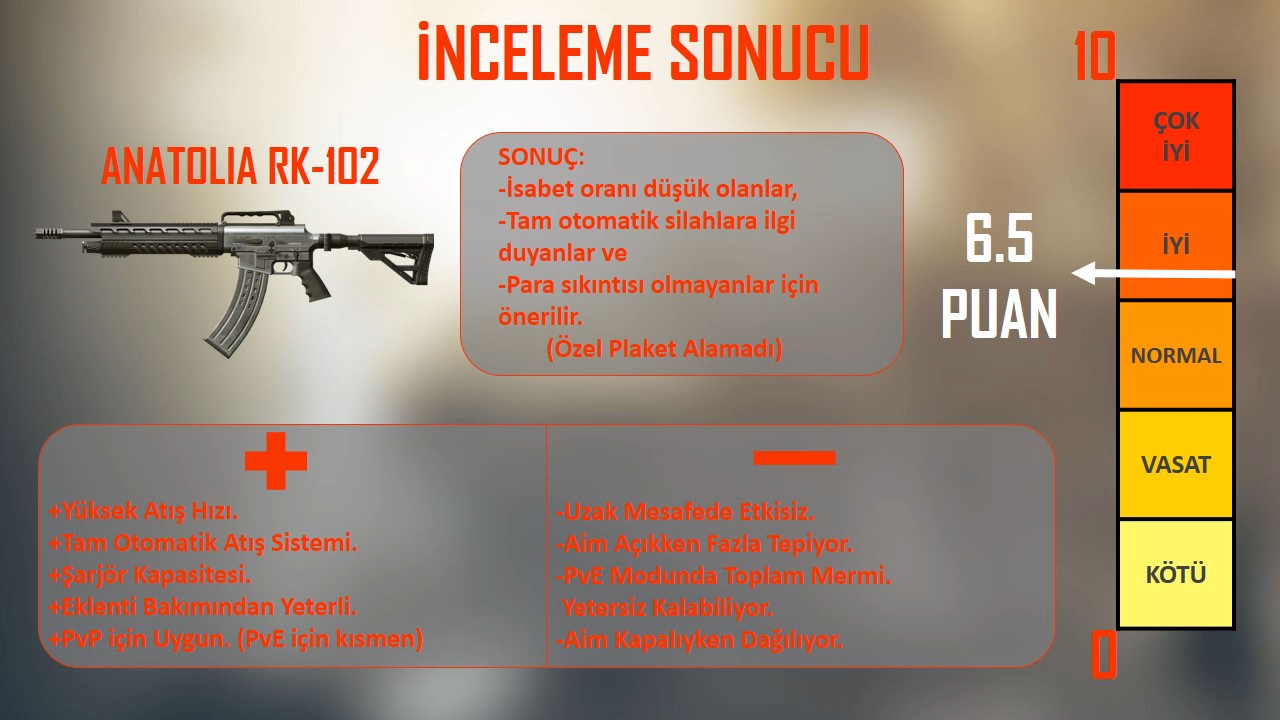 İNCELEME SONUCU
10
ANATOLIA RK-102
SONUÇ:
-İsabet oranı düşük olanlar,
-Tam otomatik silahlara ilgi
duyanlar ve
-Para sıkıntısı olmayanlar için
önerilir.
(Özel Plaket Alamadı)
6.5
PUAN
ÇOK
İYİ
İYİ
NORMAL
VASAT
KÖTÜ
0
+
+Yüksek Atış Hızı.
+Tam Otomatik Atış Sistemi.
+Şarjör Kapasitesi.
+Eklenti Bakımından Yeterli.
+PvP için Uygun. (PvE için kısmen)
-
-Uzak Mesafede Etkisiz.
-Aim Açıkken Fazla Tepiyor.
-PvE Modunda Toplam Mermi.
Yetersiz Kalabiliyor.
-Aim Kapalıyken Dağılıyor.